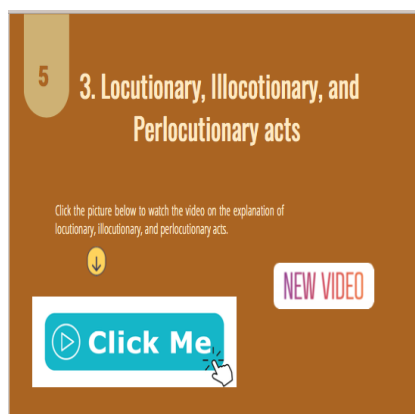 5
3. Locutionary, Illocotionary, and
Perlocutionary acts
Click the picture below to watch the video on the explanation of
locutionary, illocutionary, and perlocutionary acts.
NEW VIDEO
Click Me